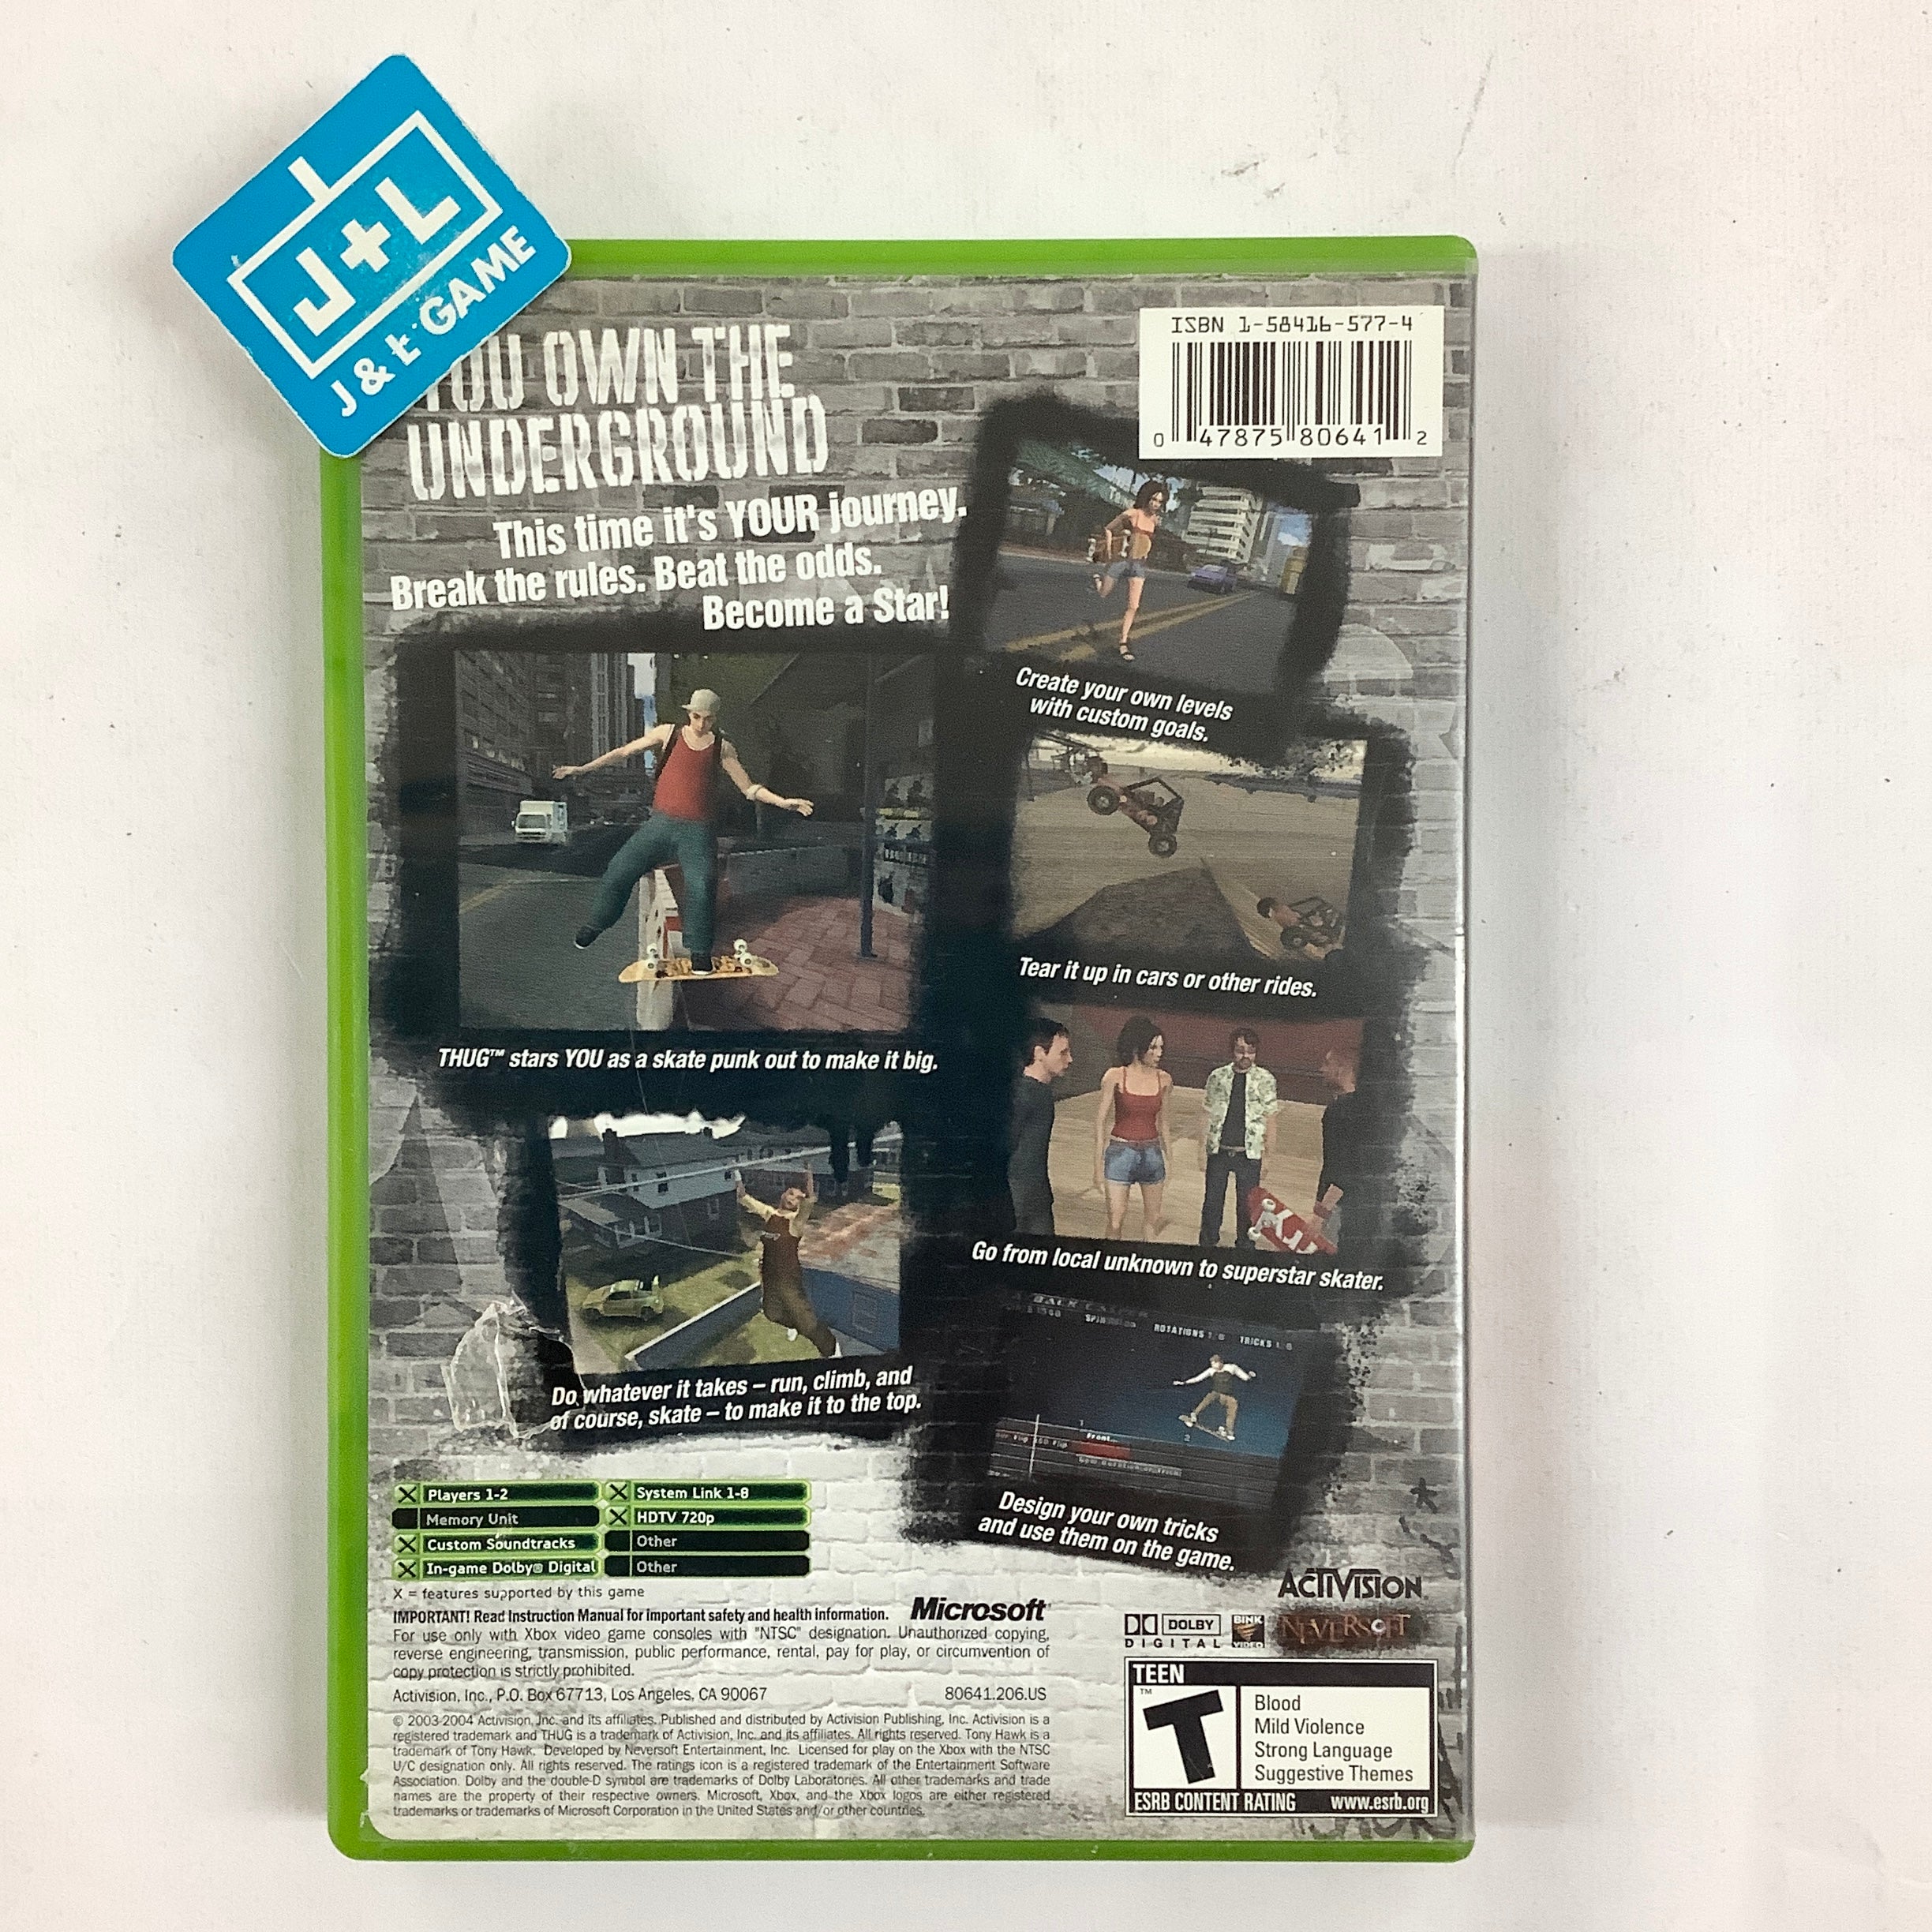 J+L
J & L GAME
YOU OWN THE
UNDERGROUND
This time it's YOUR journey.
Break the rules. Beat the odds.
Become a Star!
ISBN 1-58416-577-4
0 47875 80641 2
Create your own levels
with custom goals.
Tear it up in cars or other rides.
THUG™ stars YOU as a skate punk out to make it big.
Go from local unknown to superstar skater.
Do whatever it takes – run, climb, and
of course, skate – to make it to the top.
ROTATIONS 1/6 TRICKS 1/6
Front
Design your own tricks
and use them on the game.
X Players 1-2
Memory Unit
X Custom Soundtracks
X In-game Dolby® Digital
X System Link 1-8
X HDTV 720p
Other
Other
X = features supported by this game
IMPORTANT! Read Instruction Manual for important safety and health information.
Microsoft
For use only with Xbox video game consoles with "NTSC" designation. Unauthorized copying,
reverse engineering, transmission, public performance, rental, pay for play, or circumvention of
copy protection is strictly prohibited.
Activision, Inc., P.O. Box 67713, Los Angeles, CA 90067 80641.206.US
© 2003-2004 Activision, Inc. and its affiliates. Published and distributed by Activision Publishing, Inc. Activision is a
registered trademark and THUG is a trademark of Activision, Inc. and its affiliates. All rights reserved. Tony Hawk is a
trademark of Tony Hawk. Developed by Neversoft Entertainment, Inc. Licensed for play on the Xbox with the NTSC
U/C designation only. All rights reserved. The ratings icon is a registered trademark of the Entertainment Software
Association. Dolby and the double-D symbol are trademarks of Dolby Laboratories. All other trademarks and trade
names are the property of their respective owners. Microsoft, Xbox, and the Xbox logos are either registered
trademarks or trademarks of Microsoft Corporation in the United States and/or other countries.
ACTIVISION
DOLBY
DIGITAL
BINK
VIDEO
NEVERSOFT
TEEN
T
™
Blood
Mild Violence
Strong Language
Suggestive Themes
ESRB CONTENT RATING www.esrb.org